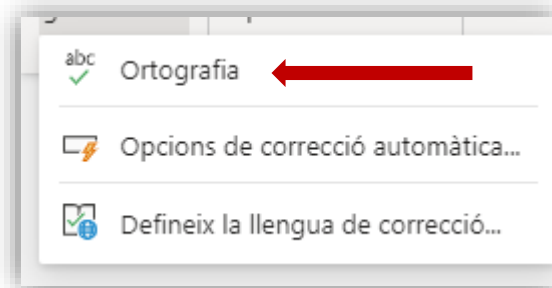 abc
Ortografia
Opcions de correcció automàtica...
Defineix la llengua de correcció...